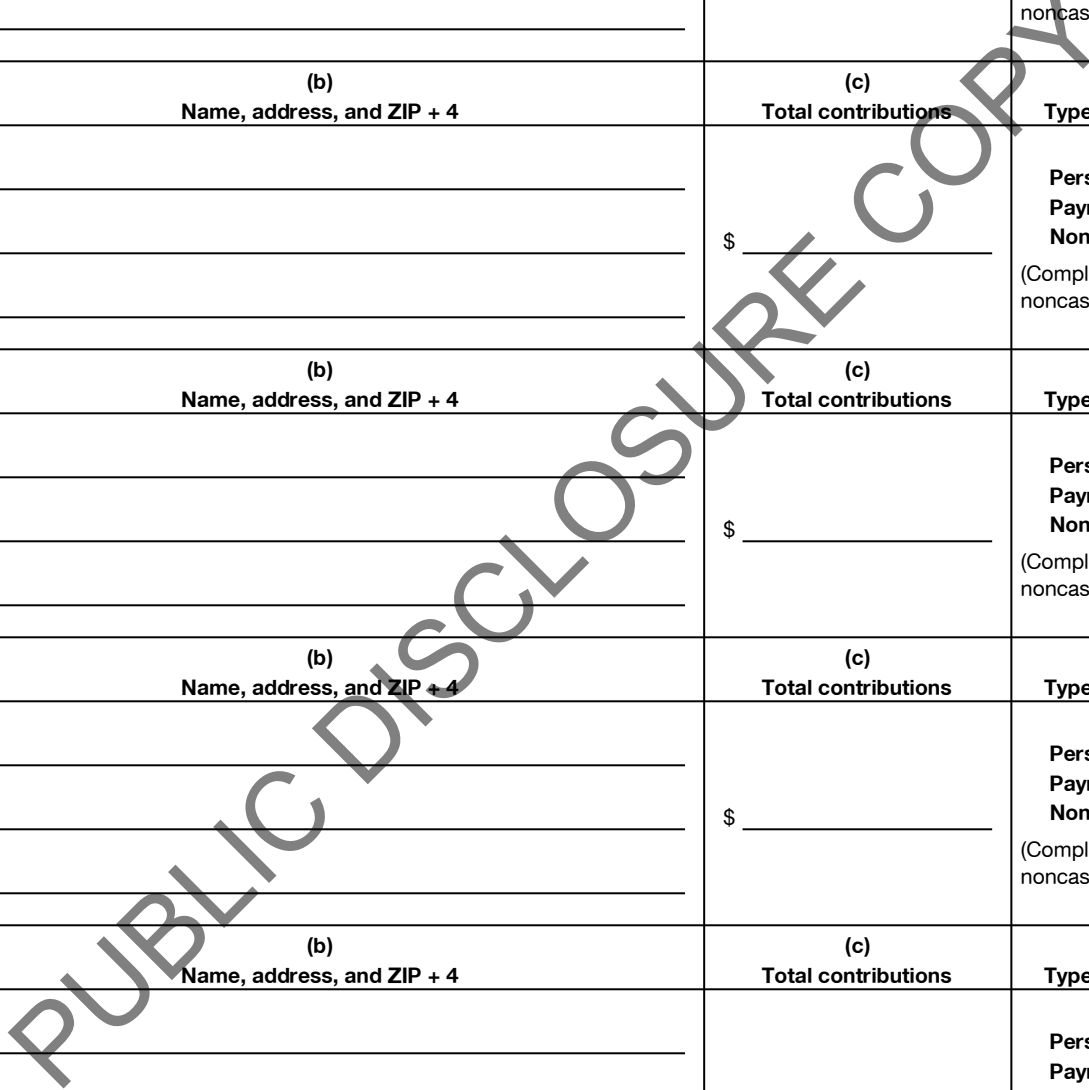 noncas
(b) (c)
Name, address, and ZIP + 4 Total contributions Type
Pers
Payr
$ Non
(Compl
noncas
(b) (c)
Name, address, and ZIP + 4 Total contributions Type
Pers
Payr
$ Non
(Compl
noncas
(b) (c)
Name, address, and ZIP + 4 Total contributions Type
Pers
Payr
$ Non
(Compl
noncas
(b) (c)
Name, address, and ZIP + 4 Total contributions Type
Pers
Payr
PUBLIC DISCLOSURE COPY